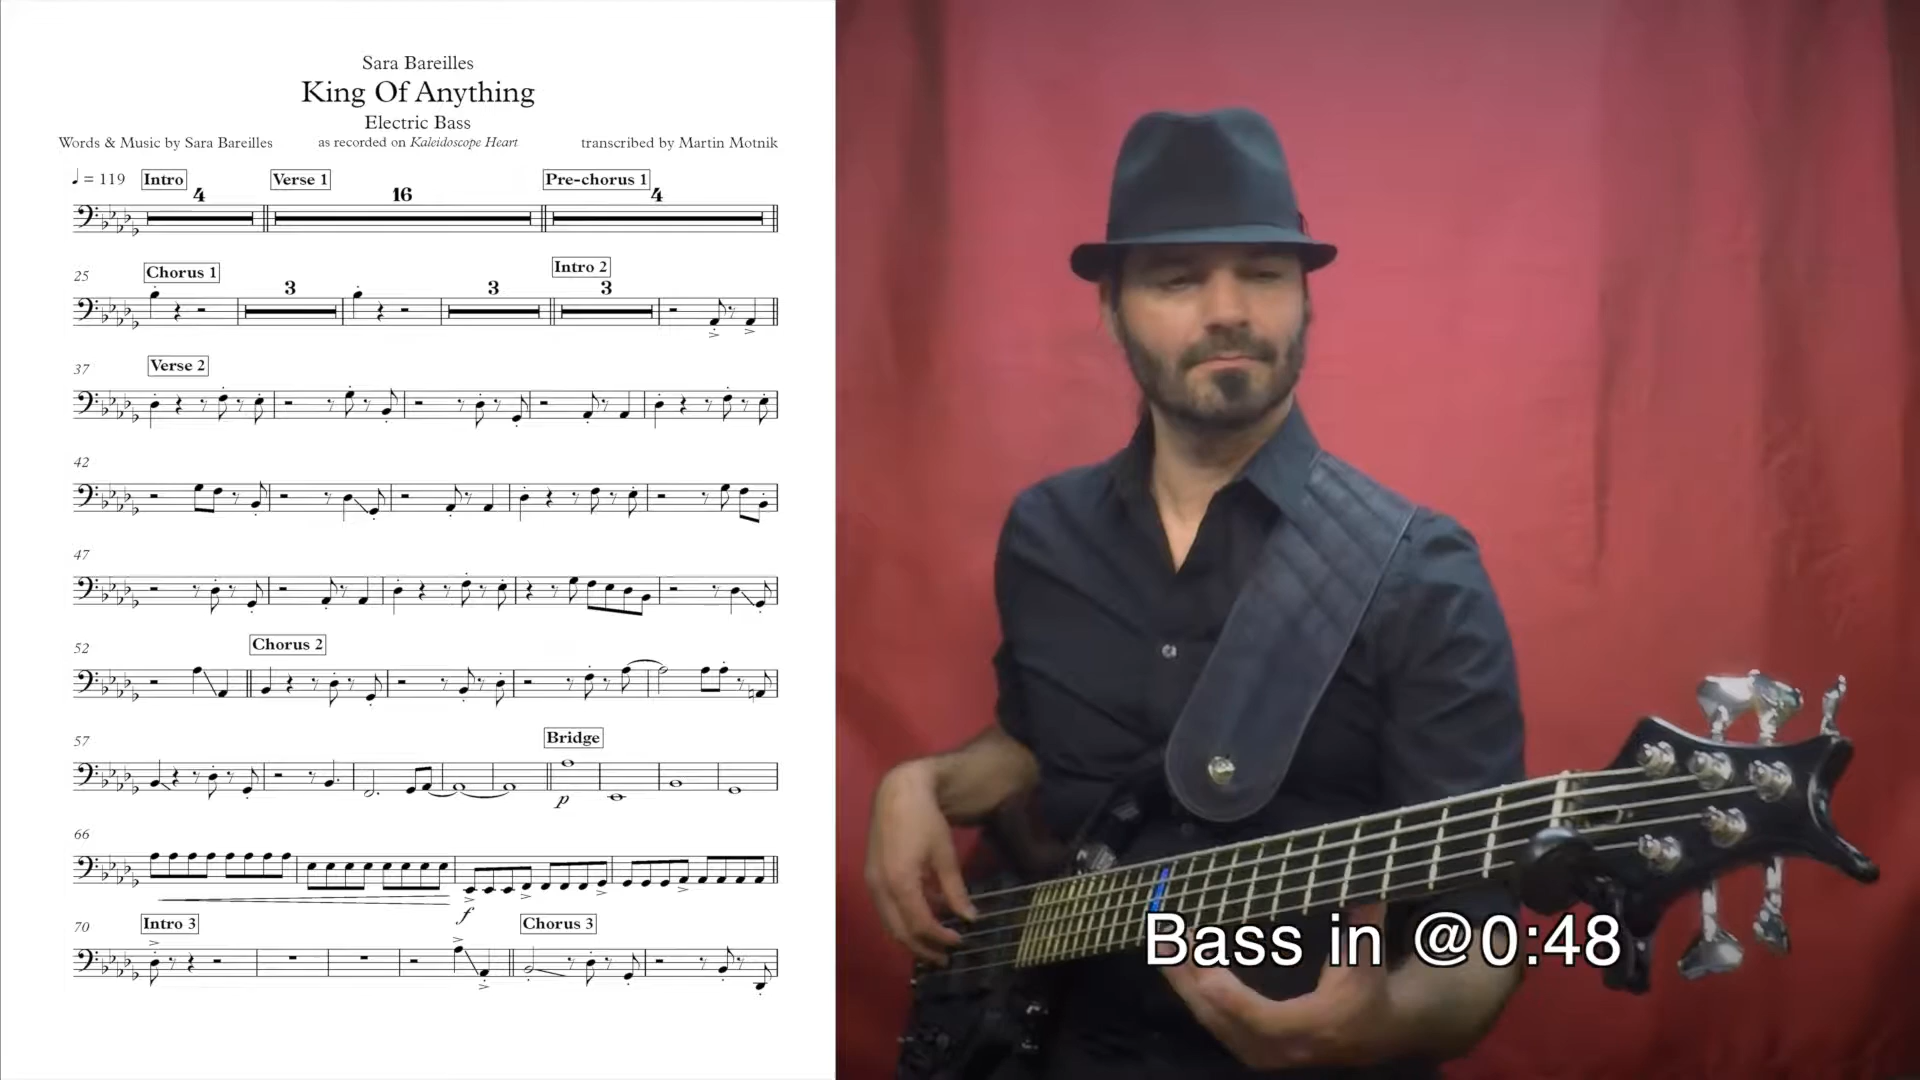 Sara Bareilles
King Of Anything
Electric Bass
Words & Music by Sara Bareilles as recorded on Kaleidoscope Heart transcribed by Martin Motnik
♩ = 119 Intro Verse 1 Pre-chorus 1
4 16 4
25 Chorus 1 Intro 2
3 3 3
37 Verse 2
42
47
52 Chorus 2
57 Bridge
p
66
f
70 Intro 3 Chorus 3
Bass in @0:48